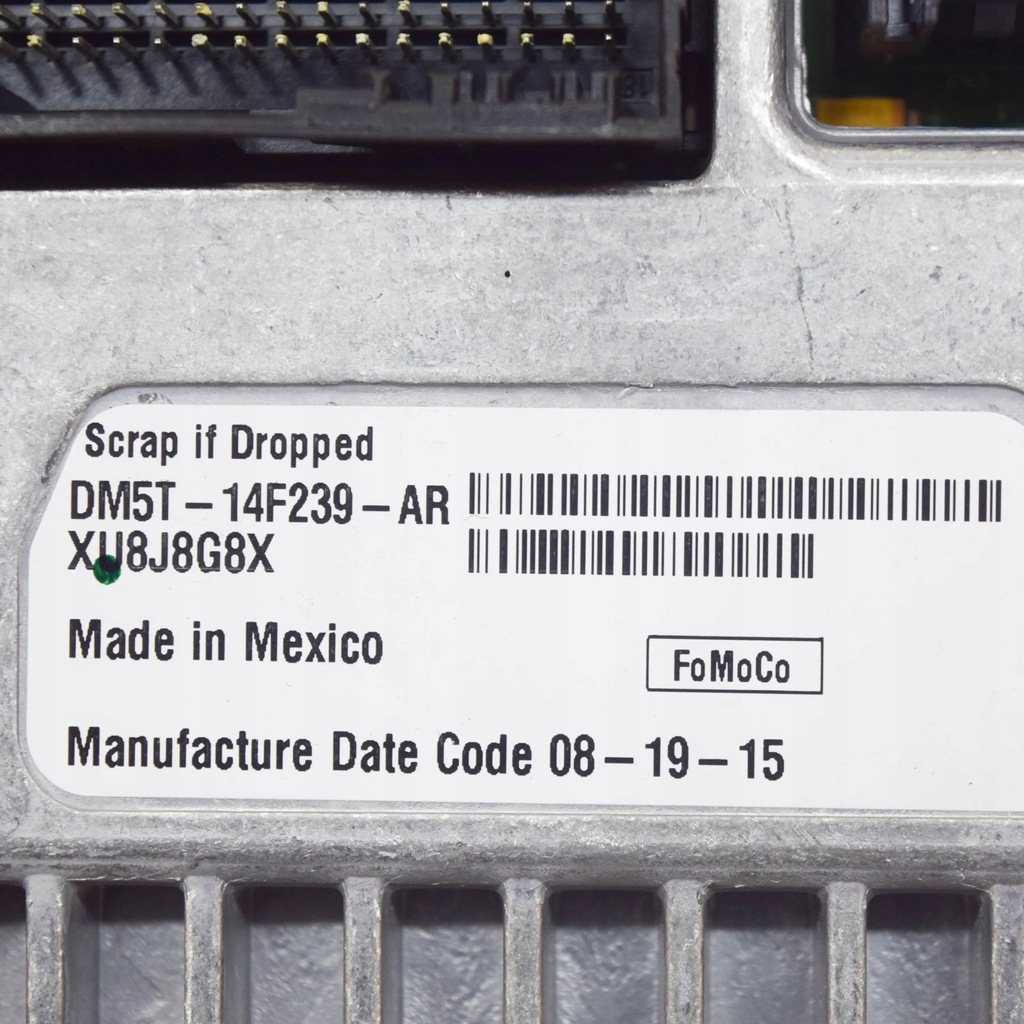 Scrap if Dropped
DM5T-14F239-AR
XU8J8G8X
Made in Mexico
FoMoCo
Manufacture Date Code 08-19-15